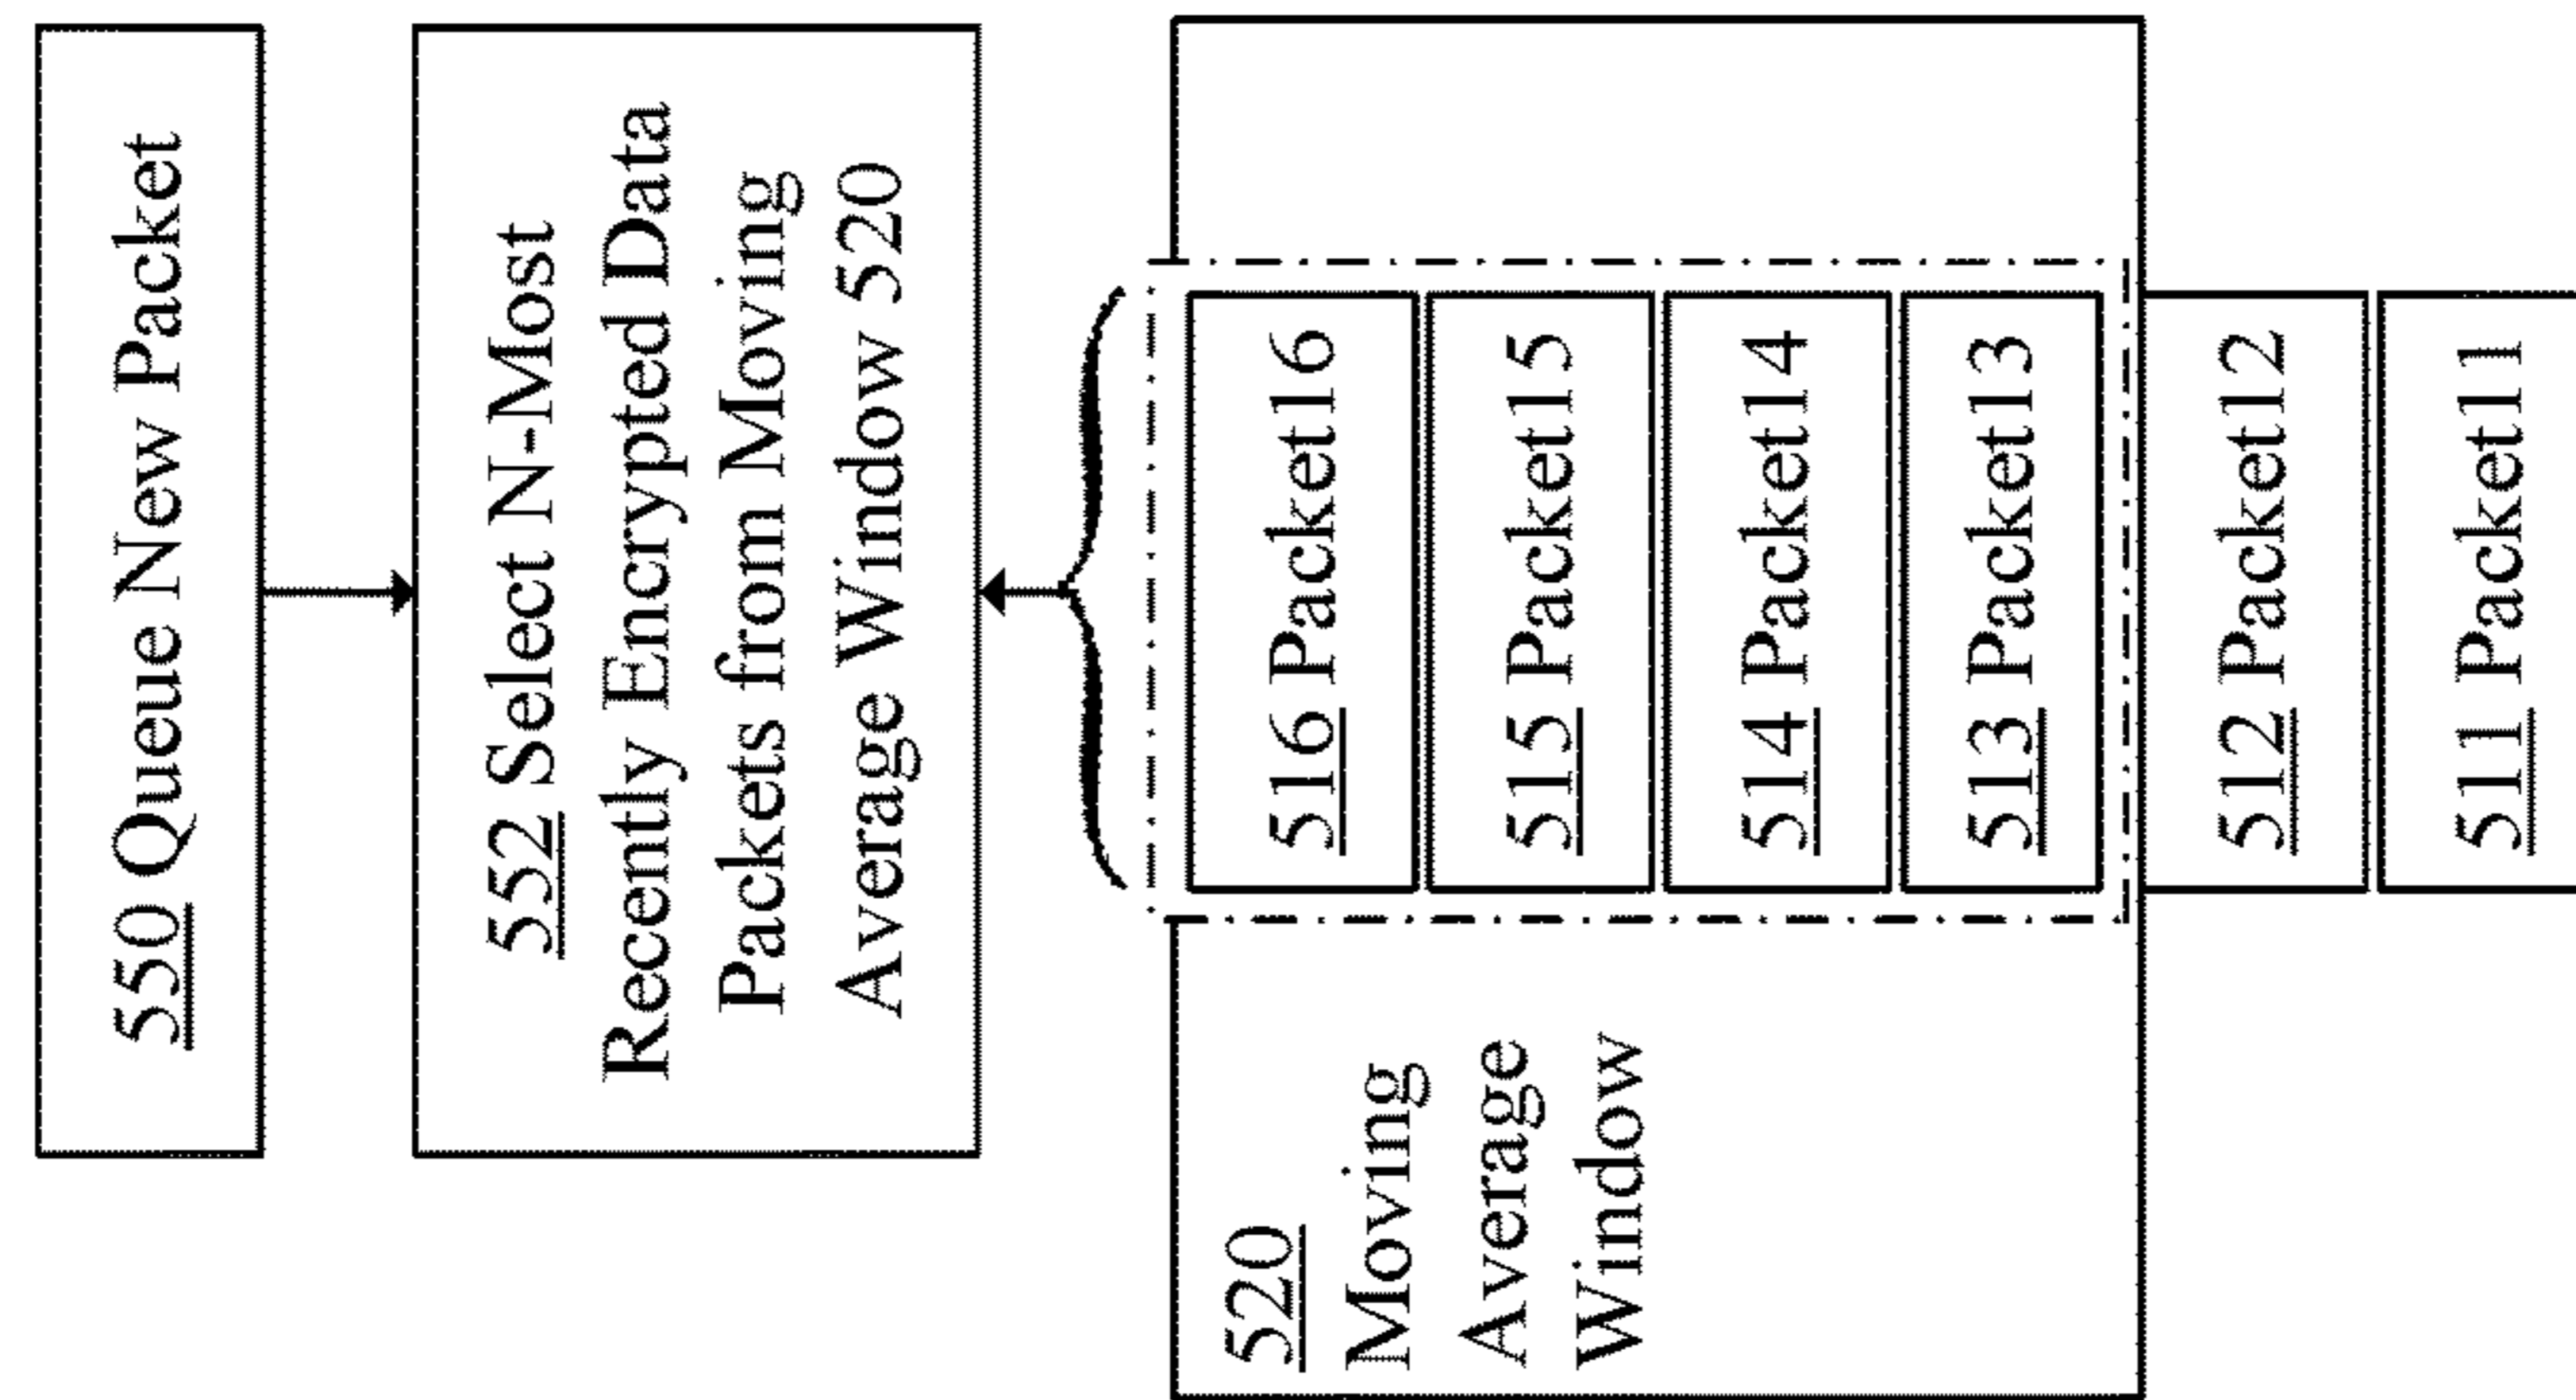 550 Queue New Packet
552 Select N-Most
Recently Encrypted Data
Packets from Moving
Average Window 520
520
Moving
Average
Window
516 Packet16
515 Packet15
514 Packet14
513 Packet13
512 Packet12
511 Packet11